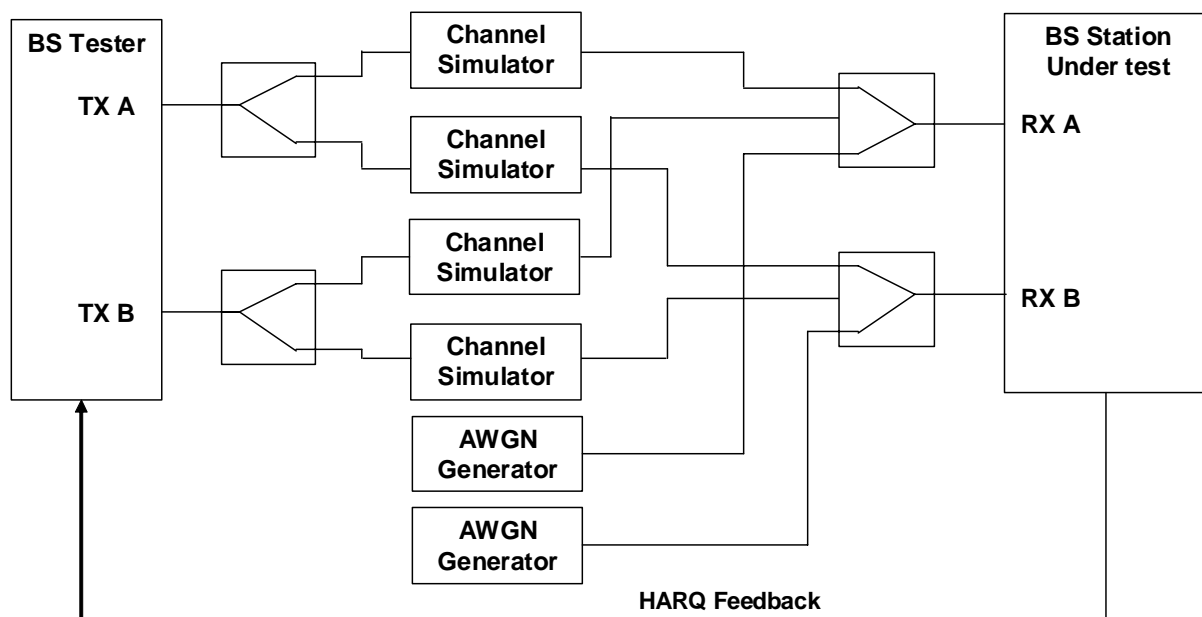 BS Tester
TX A
TX B
Channel
Simulator
Channel
Simulator
Channel
Simulator
Channel
Simulator
AWGN
Generator
AWGN
Generator
BS Station
Under test
RX A
RX B
HARQ Feedback